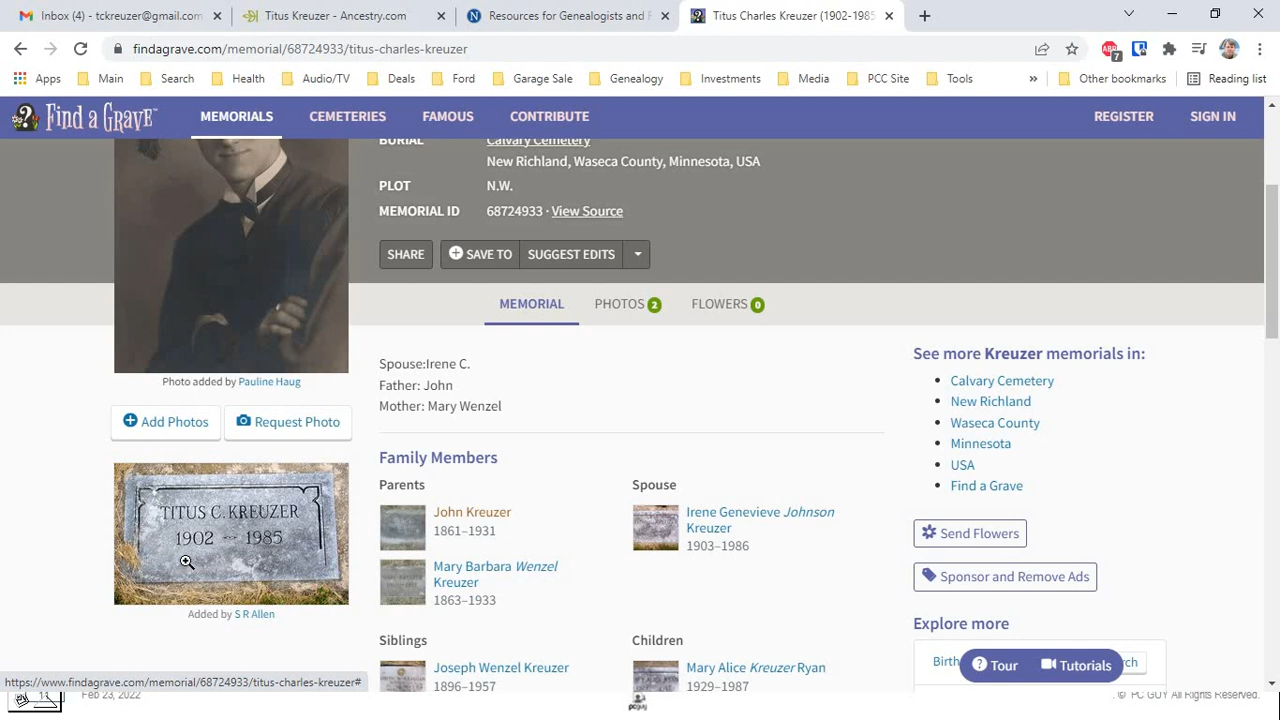 Inbox (4) - tckreuzer@gmail.com
Titus Kreuzer - Ancestry.com
Resources for Genealogists and F
Titus Charles Kreuzer (1902-1985
findagrave.com/memorial/68724933/titus-charles-kreuzer
7
Apps Main Search Health Audio/TV Deals Ford Garage Sale Genealogy Investments Media PCC Site Tools » Other bookmarks Reading list
FIND A GRAVE™ MEMORIALS CEMETERIES FAMOUS CONTRIBUTE REGISTER SIGN IN
BURIAL Calvary Cemetery
New Richland, Waseca County, Minnesota, USA
PLOT N.W.
MEMORIAL ID 68724933 · View Source
SHARE SAVE TO SUGGEST EDITS
MEMORIAL PHOTOS 2 FLOWERS 0
Photo added by Pauline Haug
Add Photos Request Photo
TITUS C. KREUZER
1902 -- 1985
Added by S R Allen
Spouse:Irene C.
Father: John
Mother: Mary Wenzel
Family Members
Parents
John Kreuzer
1861–1931
Mary Barbara Wenzel
Kreuzer
1863–1933
Siblings
Joseph Wenzel Kreuzer
1896–1957
Spouse
Irene Genevieve Johnson
Kreuzer
1903–1986
Children
Mary Alice Kreuzer Ryan
1929–1987
See more Kreuzer memorials in:
Calvary Cemetery
New Richland
Waseca County
Minnesota
USA
Find a Grave
Send Flowers
Sponsor and Remove Ads
Explore more
Birth
rch
Tour Tutorials
https://www.findagrave.com/memorial/68724933/titus-charles-kreuzer#
Feb 23, 2022
© PC GUY All Rights Reserved.